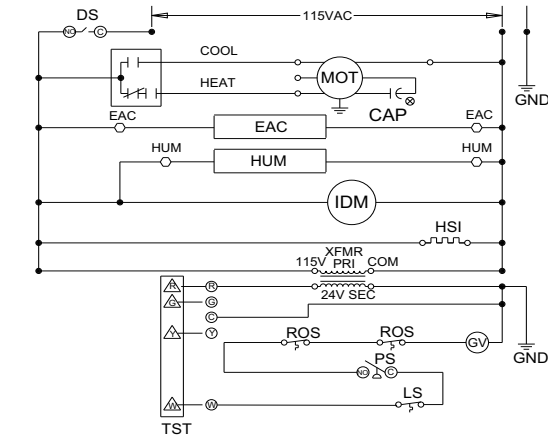 DS
115VAC
NO C
COOL
MOT
HEAT
CAP
GND
EAC
EAC
EAC
HUM
HUM
HUM
IDM
HSI
XFMR
115V PRI COM
24V SEC
R R
G G
C
Y Y
ROS ROS GV
GND
PS
NO C
LS
W W
TST